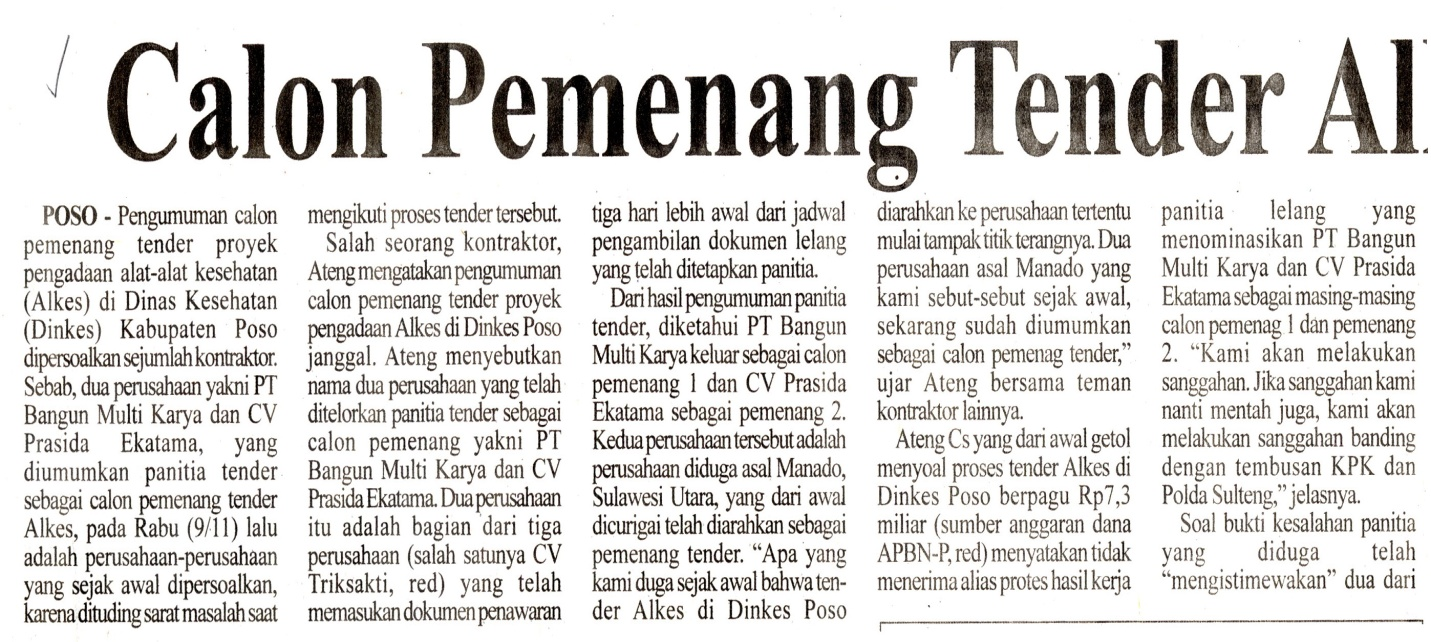 Calon Pemenang Tender Al
POSO - Pengumuman calon
pemenang tender proyek
pengadaan alat-alat kesehatan
(Alkes) di Dinas Kesehatan
(Dinkes) Kabupaten Poso
dipersoalkan sejumlah kontraktor.
Sebab, dua perusahaan yakni PT
Bangun Multi Karya dan CV
Prasida Ekatama, yang
diumumkan panitia tender
sebagai calon pemenang tender
Alkes, pada Rabu (9/11) lalu
adalah perusahaan-perusahaan
yang sejak awal dipersoalkan,
karena dituding sarat masalah saat
mengikuti proses tender tersebut.
Salah seorang kontraktor,
Ateng mengatakan pengumuman
calon pemenang tender proyek
pengadaan Alkes di Dinkes Poso
janggal. Ateng menyebutkan
nama dua perusahaan yang telah
ditelorkan panitia tender sebagai
calon pemenang yakni PT
Bangun Multi Karya dan CV
Prasida Ekatama. Dua perusahaan
itu adalah bagian dari tiga
perusahaan (salah satunya CV
Triksakti, red) yang telah
memasukan dokumen penawaran
tiga hari lebih awal dari jadwal
pengambilan dokumen lelang
yang telah ditetapkan panitia.
Dari hasil pengumuman panitia
tender, diketahui PT Bangun
Multi Karya keluar sebagai calon
pemenang 1 dan CV Prasida
Ekatama sebagai pemenang 2.
Kedua perusahaan tersebut adalah
perusahaan diduga asal Manado,
Sulawesi Utara, yang dari awal
dicurigai telah diarahkan sebagai
pemenang tender. “Apa yang
kami duga sejak awal bahwa ten-
der Alkes di Dinkes Poso
diarahkan ke perusahaan tertentu
mulai tampak titik terangnya. Dua
perusahaan asal Manado yang
kami sebut-sebut sejak awal,
sekarang sudah diumumkan
sebagai calon pemenag tender,”
ujar Ateng bersama teman
kontraktor lainnya.
Ateng Cs yang dari awal getol
menyoal proses tender Alkes di
Dinkes Poso berpagu Rp7,3
miliar (sumber anggaran dana
APBN-P, red) menyatakan tidak
menerima alias protes hasil kerja
panitia lelang yang
menominasikan PT Bangun
Multi Karya dan CV Prasida
Ekatama sebagai masing-masing
calon pemenag 1 dan pemenang
2. “Kami akan melakukan
sanggahan. Jika sanggahan kami
nanti mentah juga, kami akan
melakukan sanggahan banding
dengan tembusan KPK dan
Polda Sulteng,” jelasnya.
Soal bukti kesalahan panitia
yang diduga telah
“mengistimewakan” dua dari